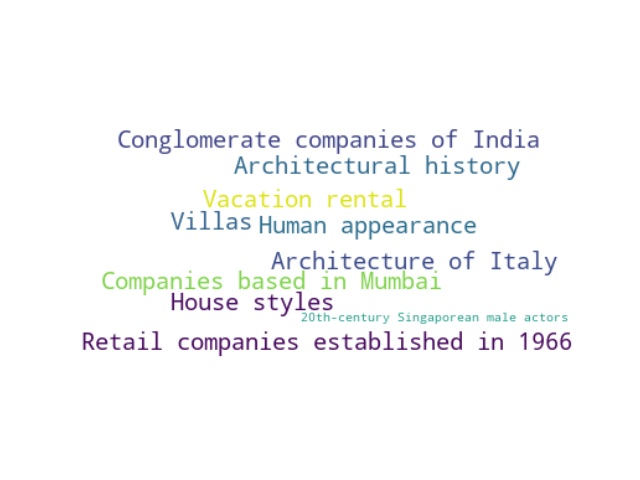 Conglomerate companies of India
Architectural history
Vacation rental
Villas
Human appearance
Architecture of Italy
Companies based in Mumbai
House styles
20th-century Singaporean male actors
Retail companies established in 1966